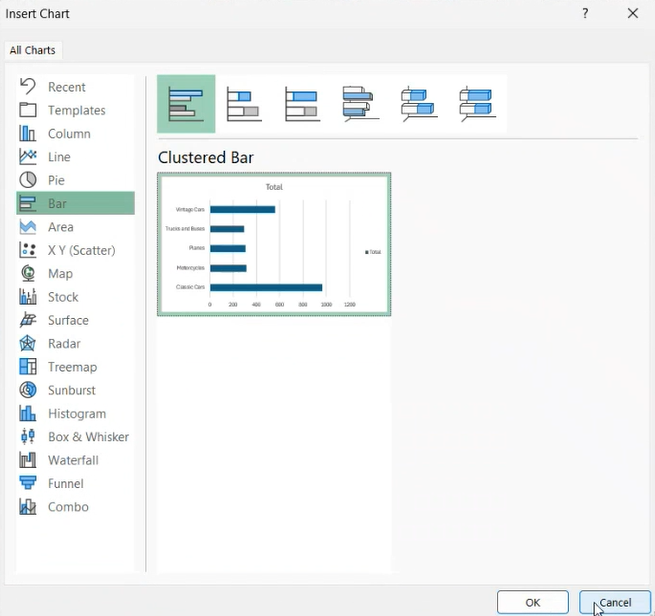 Insert Chart
?
All Charts
Recent
Templates
Column
Line
Pie
Bar
Area
X Y (Scatter)
Map
Stock
Surface
Radar
Treemap
Sunburst
Histogram
Box & Whisker
Waterfall
Funnel
Combo
Clustered Bar
Total
Vintage Cars
Trucks and Buses
Planes
Motorcycles
Classic Cars
Total
0 200 400 600 800 1000 1200
OK Cancel